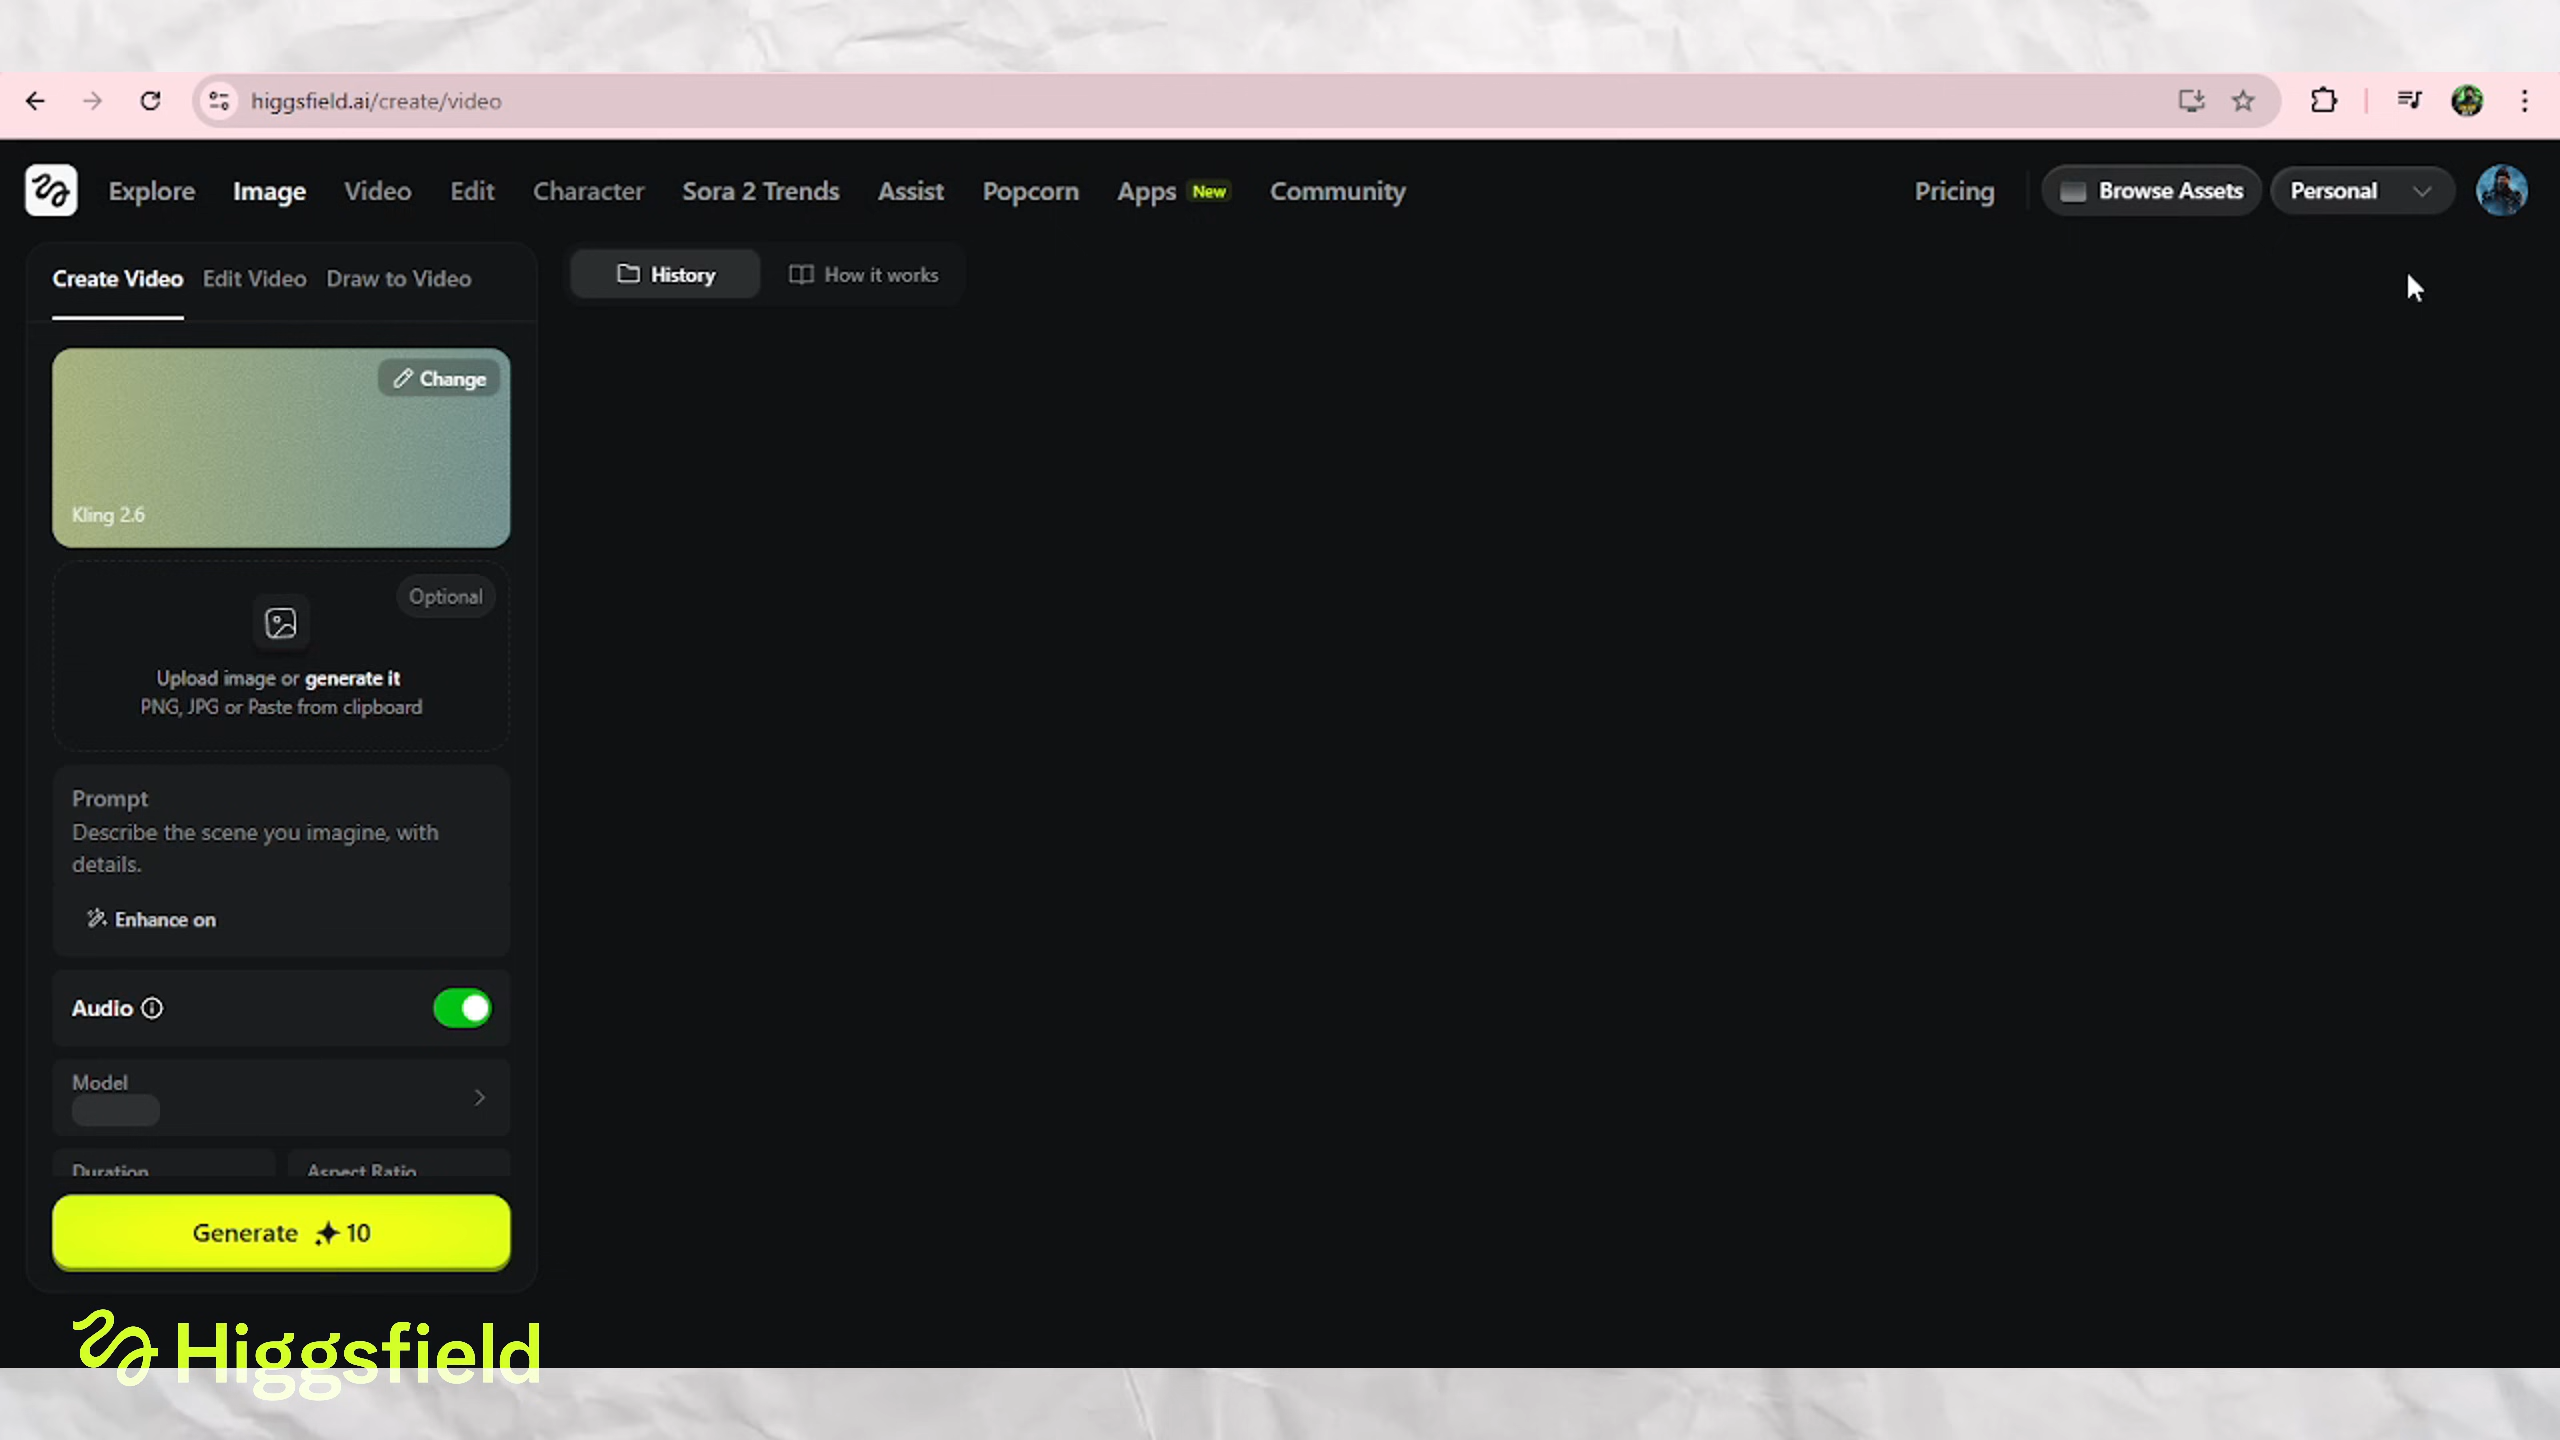 higgsfield.ai/create/video
Explore Image Video Edit Character Sora 2 Trends Assist Popcorn Apps New Community Pricing Browse Assets Personal
Create Video Edit Video Draw to Video
History How it works
Change
Kling 2.6
Optional
Upload image or generate it
PNG, JPG or Paste from clipboard
Prompt
Describe the scene you imagine, with
details.
Enhance on
Audio
Model
Duration Aspect Ratio
Generate 10
Higgsfield